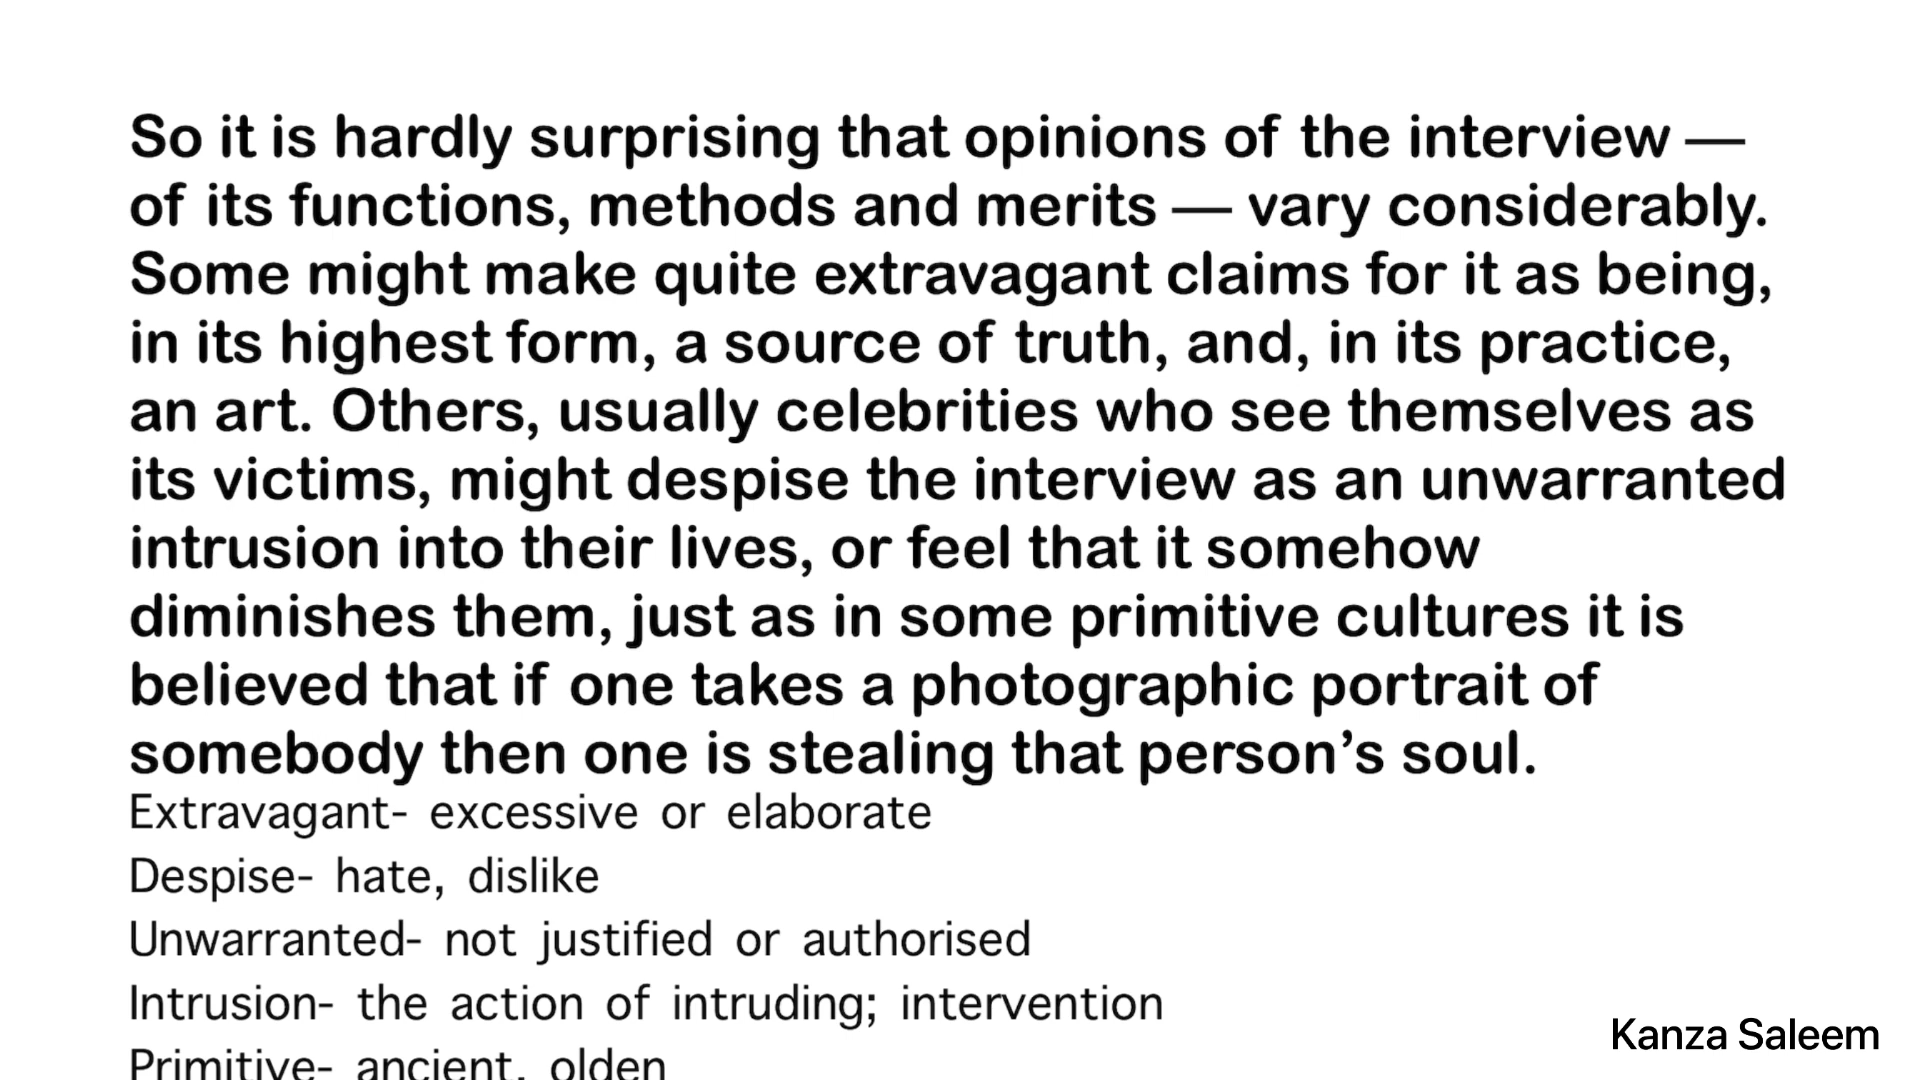 So it is hardly surprising that opinions of the interview —
of its functions, methods and merits — vary considerably.
Some might make quite extravagant claims for it as being,
in its highest form, a source of truth, and, in its practice,
an art. Others, usually celebrities who see themselves as
its victims, might despise the interview as an unwarranted
intrusion into their lives, or feel that it somehow
diminishes them, just as in some primitive cultures it is
believed that if one takes a photographic portrait of
somebody then one is stealing that person’s soul.
Extravagant- excessive or elaborate
Despise- hate, dislike
Unwarranted- not justified or authorised
Intrusion- the action of intruding; intervention
Primitive- ancient, olden
Kanza Saleem